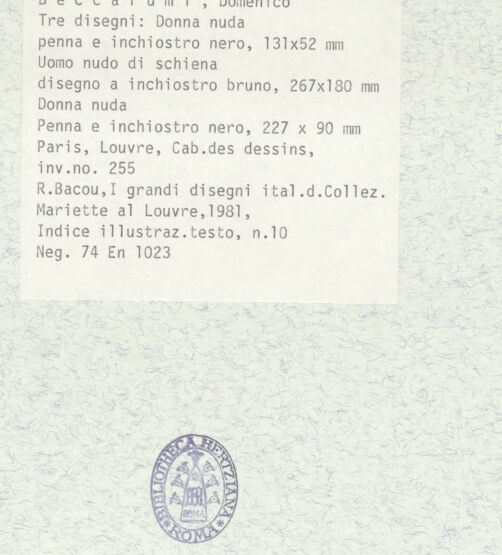 B e c c a f u m i , Domenico
Tre disegni: Donna nuda
penna e inchiostro nero, 131x52 mm
Uomo nudo di schiena
disegno a inchiostro bruno, 267x180 mm
Donna nuda
Penna e inchiostro nero, 227 x 90 mm
Paris, Louvre, Cab.des dessins,
inv.no. 255
R.Bacou,I grandi disegni ital.d.Collez.
Mariette al Louvre,1981,
Indice illustraz.testo, n.10
Neg. 74 En 1023
BIBLIOTHECA HERTZIANA
ROMA
ROMA